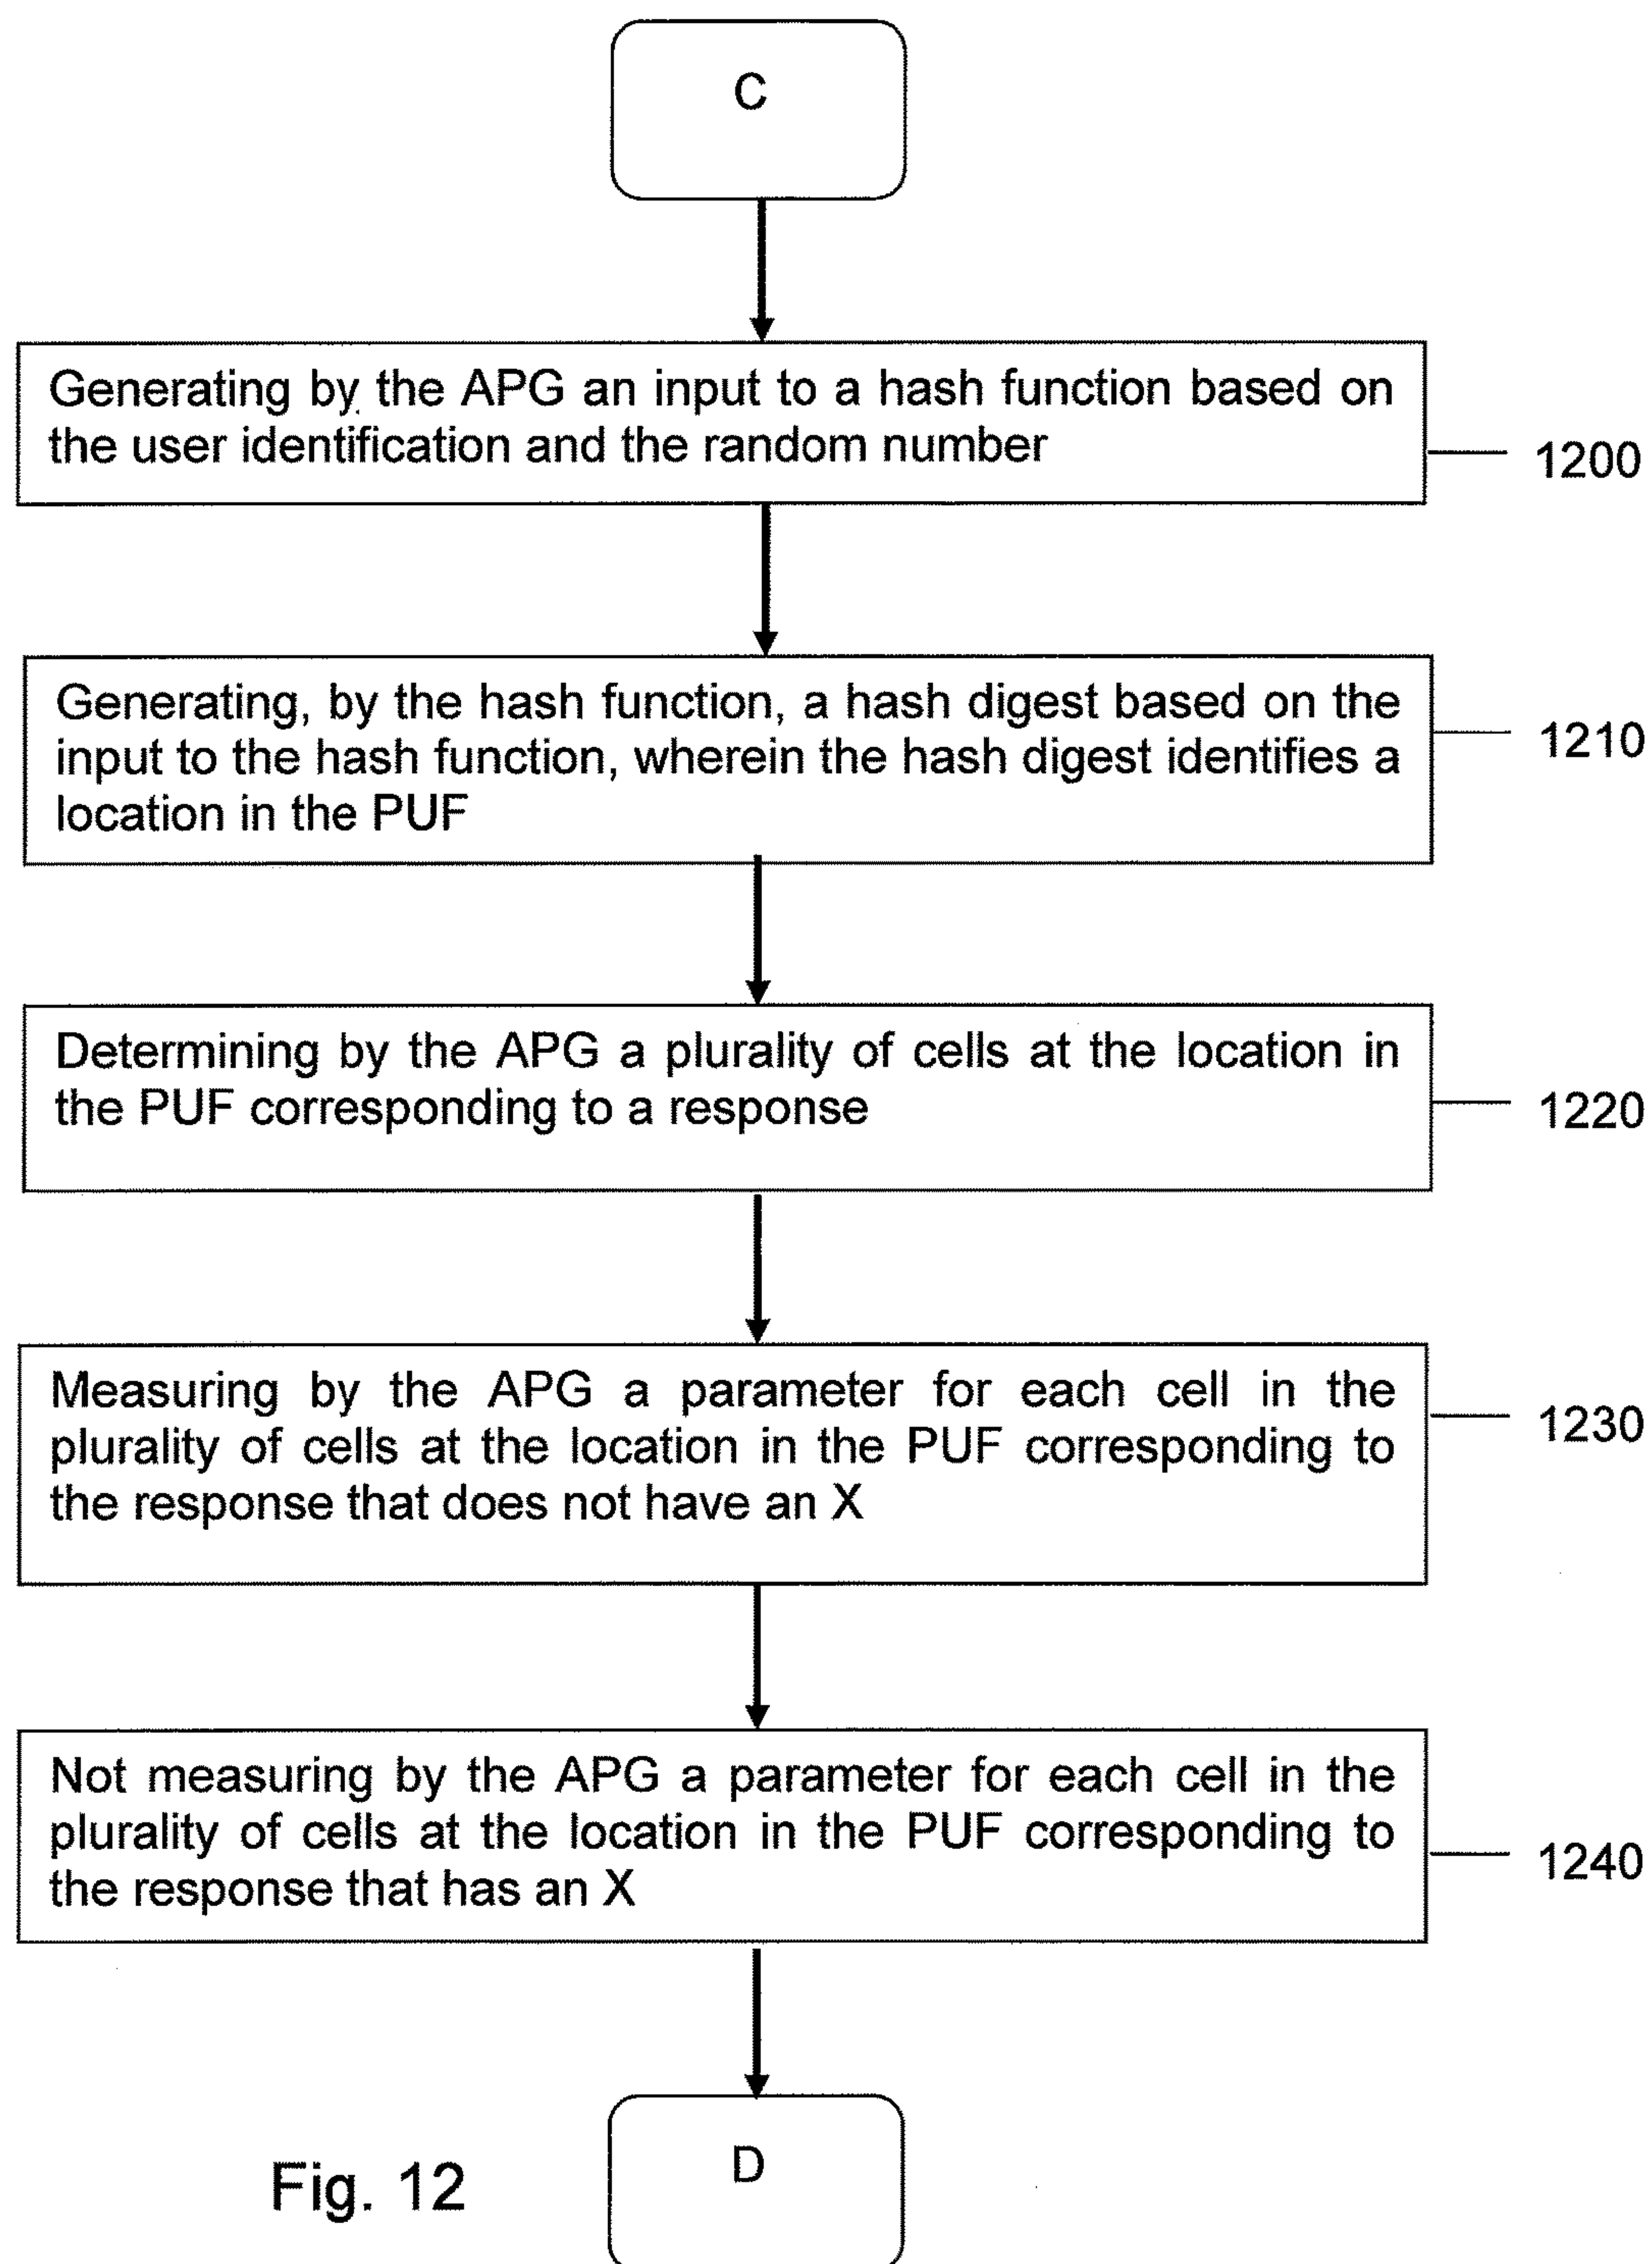 C
Generating by the APG an input to a hash function based on
the user identification and the random number
1200
Generating, by the hash function, a hash digest based on the
input to the hash function, wherein the hash digest identifies a
location in the PUF
1210
Determining by the APG a plurality of cells at the location in
the PUF corresponding to a response
1220
Measuring by the APG a parameter for each cell in the
plurality of cells at the location in the PUF corresponding to
the response that does not have an X
1230
Not measuring by the APG a parameter for each cell in the
plurality of cells at the location in the PUF corresponding to
the response that has an X
1240
D
Fig. 12